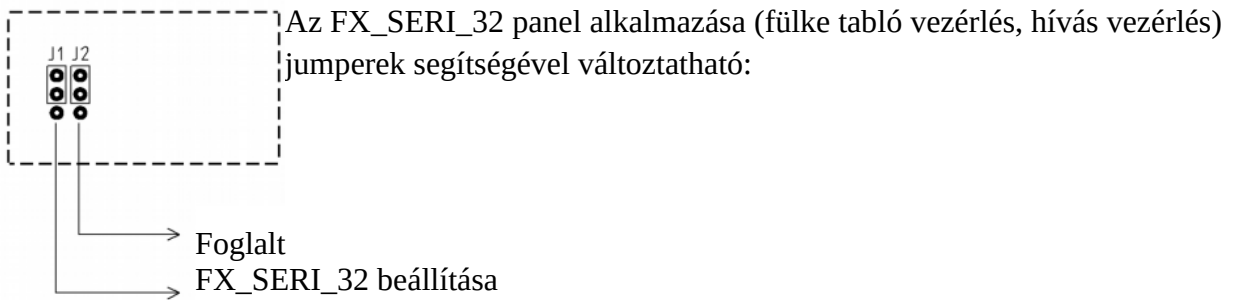 Az FX_SERI_32 panel alkalmazása (fülke tabló vezérlés, hívás vezérlés)
jumperek segítségével változtatható:
J1 J2
Foglalt
FX_SERI_32 beállítása